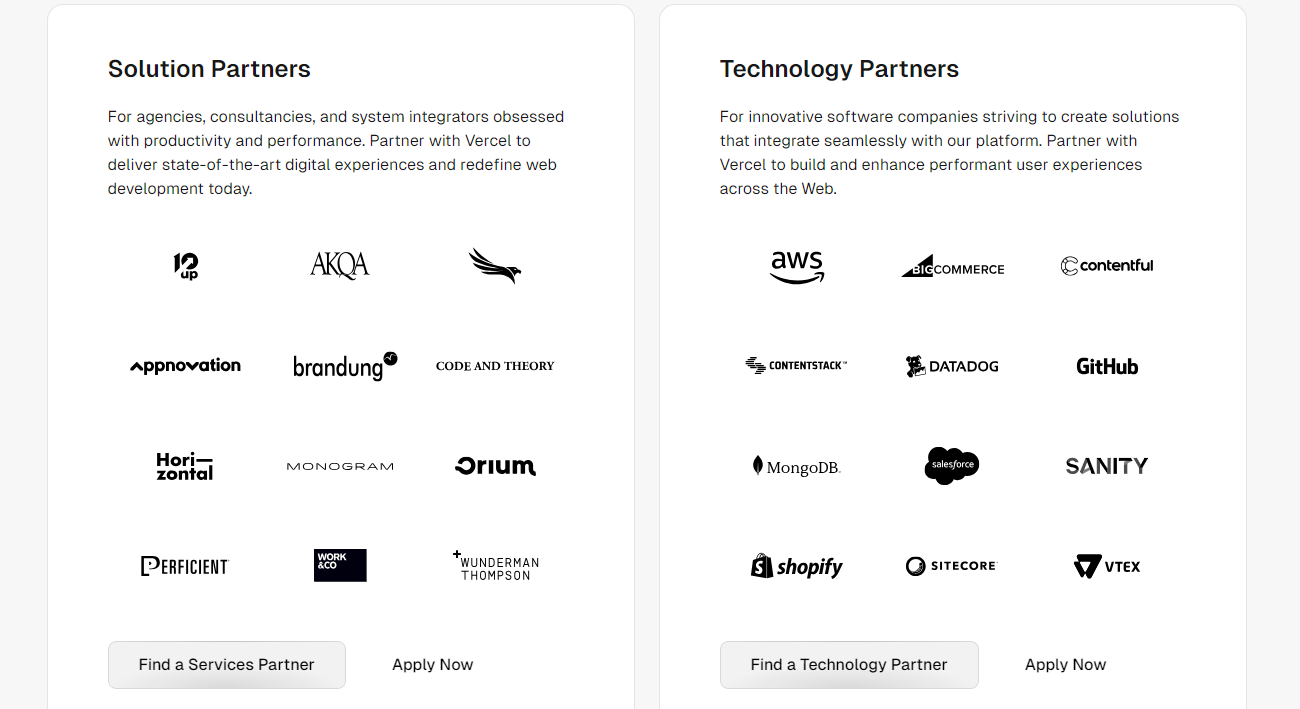 Solution Partners
For agencies, consultancies, and system integrators obsessed
with productivity and performance. Partner with Vercel to
deliver state-of-the-art digital experiences and redefine web
development today.
10
up
AKQA
appnovation
brandung
CODE AND THEORY
Hori—
zontal
MONOGRAM
Orium
PERFICIENT
WORK
&CO
WUNDERMAN
THOMPSON
Find a Services Partner
Apply Now
Technology Partners
For innovative software companies striving to create solutions
that integrate seamlessly with our platform. Partner with
Vercel to build and enhance performant user experiences
across the Web.
aws
BIGCOMMERCE
contentful
CONTENTSTACK™
DATADOG
GitHub
MongoDB.
salesforce
SANITY
shopify
SITECORE
VTEX
Find a Technology Partner
Apply Now